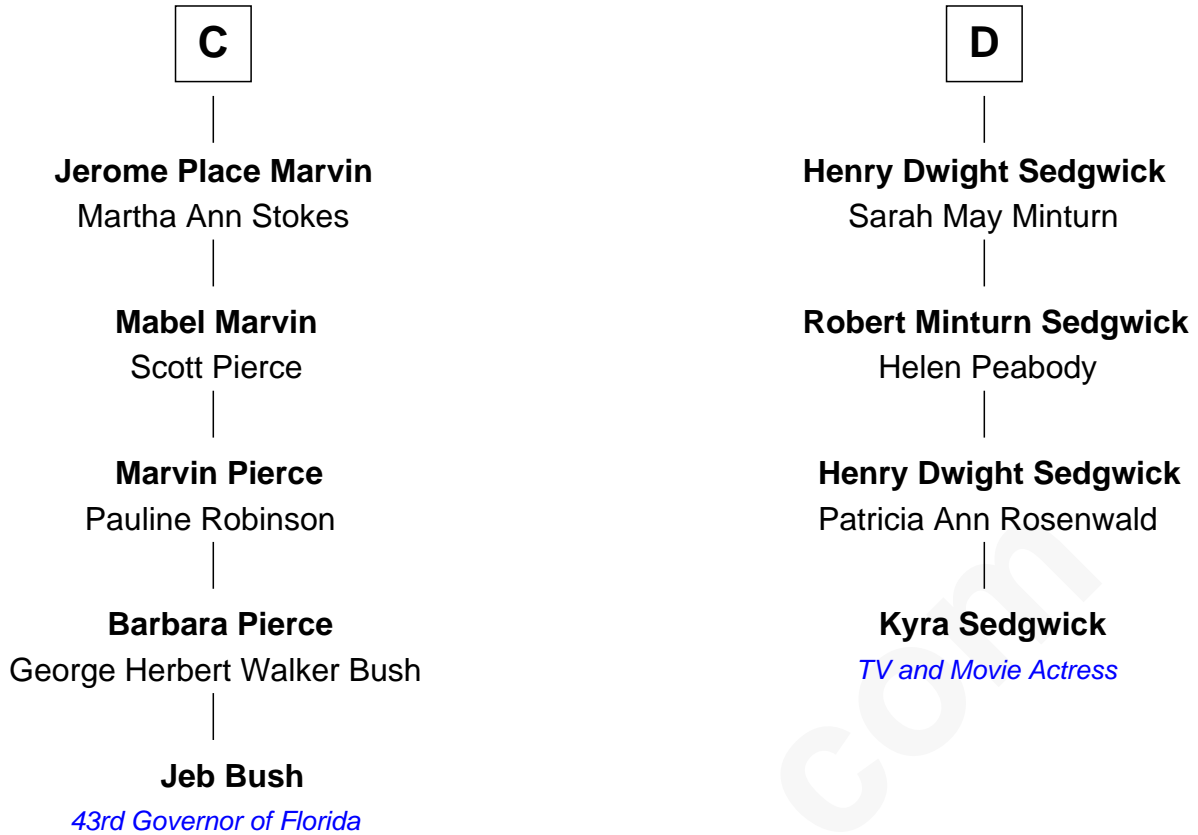 C
Jerome Place Marvin
Martha Ann Stokes
Mabel Marvin
Scott Pierce
Marvin Pierce
Pauline Robinson
Barbara Pierce
George Herbert Walker Bush
Jeb Bush
43rd Governor of Florida
D
Henry Dwight Sedgwick
Sarah May Minturn
Robert Minturn Sedgwick
Helen Peabody
Henry Dwight Sedgwick
Patricia Ann Rosenwald
Kyra Sedgwick
TV and Movie Actress
com